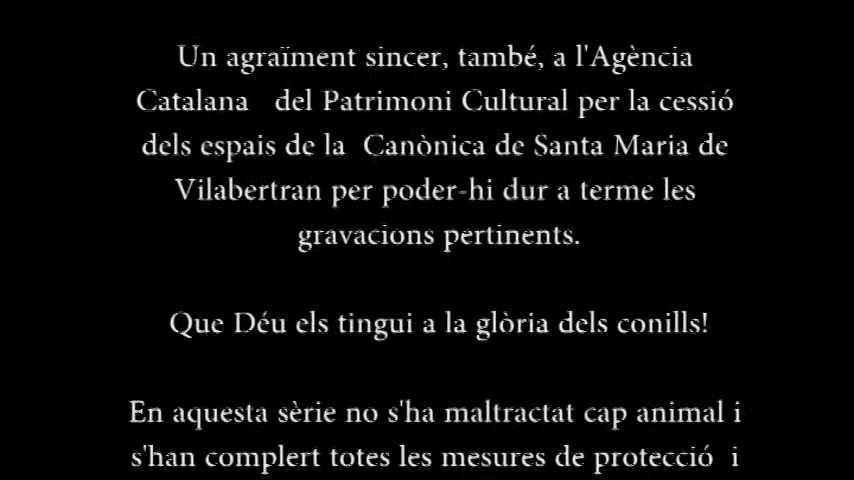 Un agraïment sincer, també, a l'Agència
Catalana   del Patrimoni Cultural per la cessió
dels espais de la  Canònica de Santa Maria de
Vilabertran per poder-hi dur a terme les
gravacions pertinents.
Que Déu els tingui a la glòria dels conills!
En aquesta sèrie no s'ha maltractat cap animal i
s'han complert totes les mesures de protecció  i